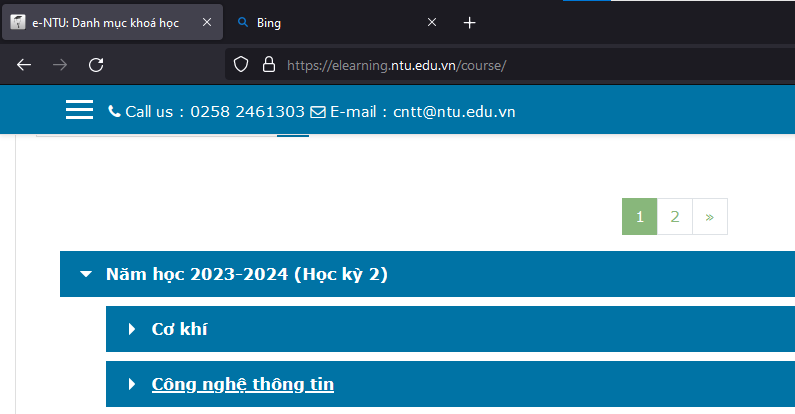 e-NTU: Danh mục khoá học
Bing
https://elearning.ntu.edu.vn/course/
Call us : 0258 2461303 E-mail : cntt@ntu.edu.vn
1 2 »
Năm học 2023-2024 (Học kỳ 2)
Cơ khí
Công nghệ thông tin